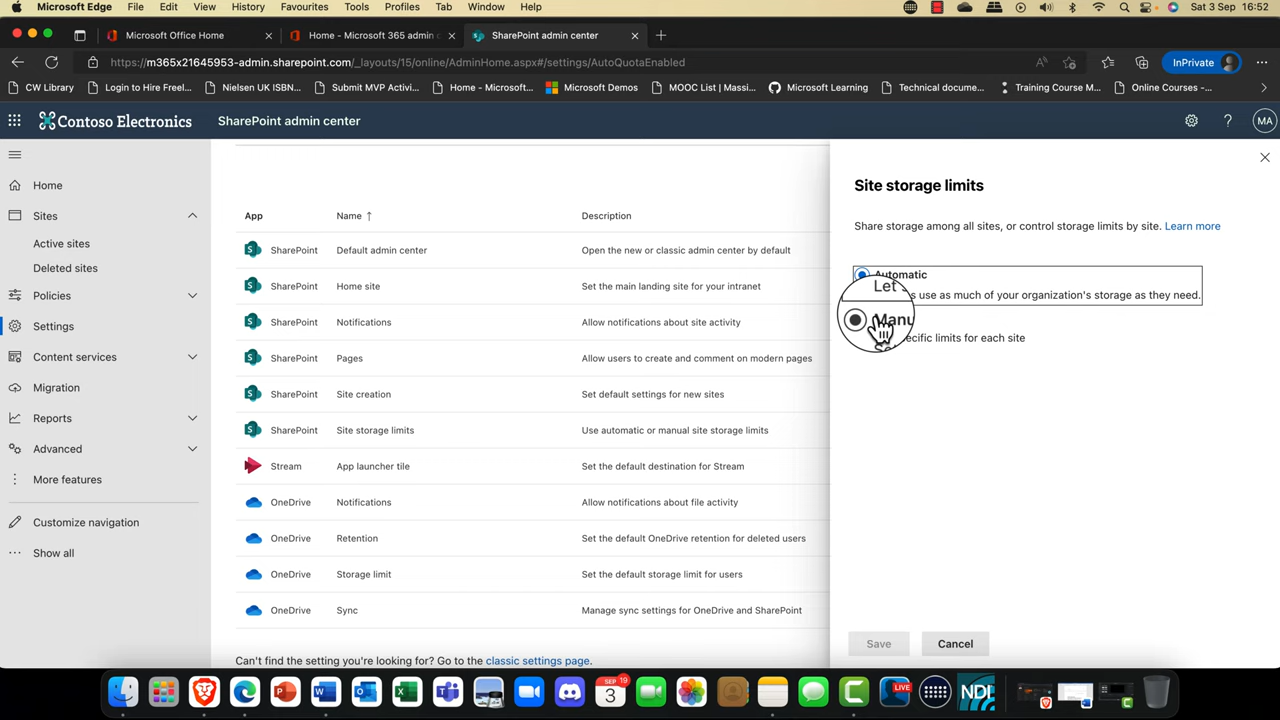 Microsoft Edge File Edit View History Favourites Tools Profiles Tab Window Help Sat 3 Sep 16:52
Microsoft Office Home Home - Microsoft 365 admin c SharePoint admin center
https://m365x21645953-admin.sharepoint.com/_layouts/15/online/AdminHome.aspx#/settings/AutoQuotaEnabled InPrivate
CW Library Login to Hire Freel... Nielsen UK ISBN... Submit MVP Activi... Home - Microsoft... Microsoft Demos MOOC List | Massi... Microsoft Learning Technical docume... Training Course M... Online Courses -...
Contoso Electronics SharePoint admin center ? MA
Home
Sites
Active sites
Deleted sites
Policies
Settings
Content services
Migration
Reports
Advanced
More features
Customize navigation
Show all
App Name ↑ Description
SharePoint Default admin center Open the new or classic admin center by default
SharePoint Home site Set the main landing site for your intranet
SharePoint Notifications Allow notifications about site activity
SharePoint Pages Allow users to create and comment on modern pages
SharePoint Site creation Set default settings for new sites
SharePoint Site storage limits Use automatic or manual site storage limits
Stream App launcher tile Set the default destination for Stream
OneDrive Notifications Allow notifications about file activity
OneDrive Retention Set the default OneDrive retention for deleted users
OneDrive Storage limit Set the default storage limit for users
OneDrive Sync Manage sync settings for OneDrive and SharePoint
Can't find the setting you're looking for? Go to the classic settings page.
Site storage limits
Share storage among all sites, or control storage limits by site. Learn more
Automatic
Let use as much of your organization's storage as they need.
Manu
limits for each site
Save Cancel
SEP 19
3
LIVE
NDI